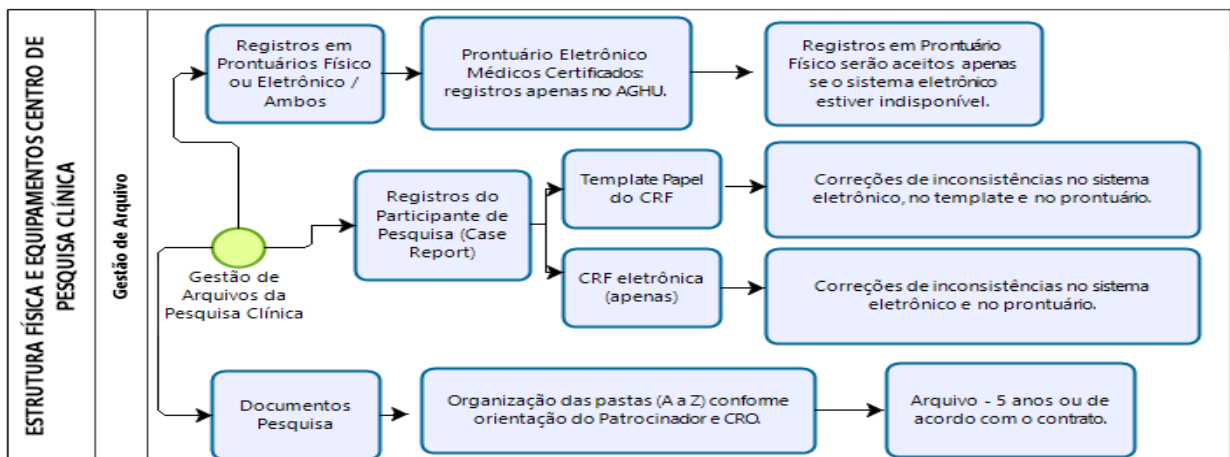 ESTRUTURA FÍSICA E EQUIPAMENTOS CENTRO DE
PESQUISA CLÍNICA
Gestão de Arquivo
Registros em
Prontuários Físico
ou Eletrônico /
Ambos
Prontuário Eletrônico
Médicos Certificados:
registros apenas no AGHU.
Registros em Prontuário
Físico serão aceitos apenas
se o sistema eletrônico
estiver indisponível.
Gestão de
Arquivos da
Pesquisa Clínica
Registros do
Participante de
Pesquisa (Case
Report)
Template Papel
do CRF
Correções de inconsistências no sistema
eletrônico, no template e no prontuário.
CRF eletrônica
(apenas)
Correções de inconsistências no sistema
eletrônico e no prontuário.
Documentos
Pesquisa
Organização das pastas (A a Z) conforme
orientação do Patrocinador e CRO.
Arquivo - 5 anos ou de
acordo com o contrato.